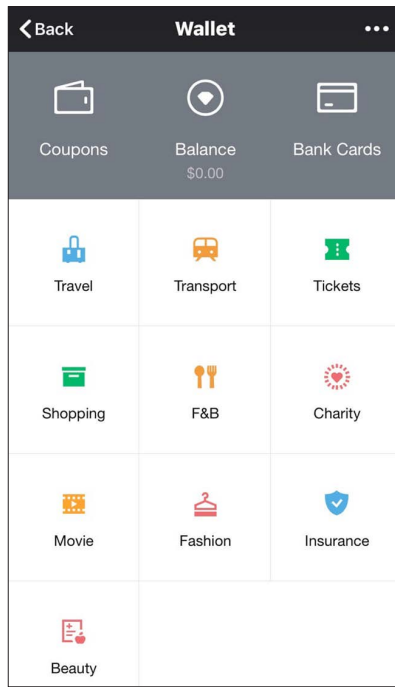 Back
Wallet
Coupons
Balance
$0.00
Bank Cards
Travel
Transport
Tickets
Shopping
F&B
Charity
Movie
Fashion
Insurance
Beauty